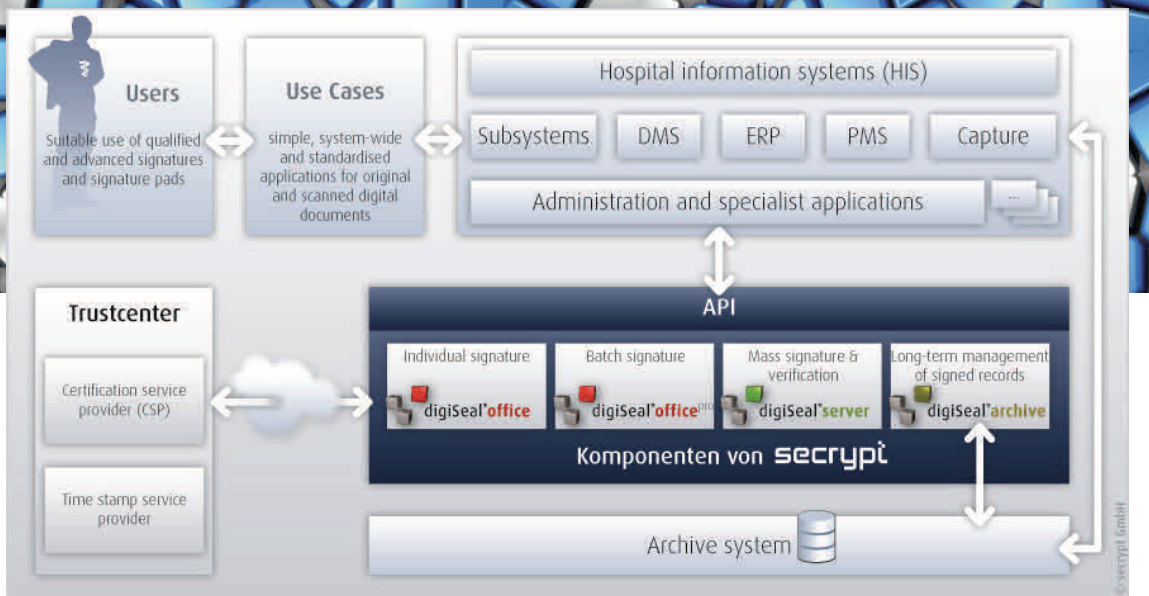 Users
Suitable use of qualified
and advanced signatures
and signature pads
Use Cases
simple, system-wide
and standardised
applications for original
and scanned digital
documents
Hospital information systems (HIS)
Subsystems
DMS
ERP
PMS
Capture
Administration and specialist applications
...
Trustcenter
Certification service
provider (CSP)
Time stamp service
provider
API
Individual signature
digiSeal®office
Batch signature
digiSeal®office pro
Mass signature &
verification
digiSeal®server
Long-term management
of signed records
digiSeal®archive
Komponenten von secrypt
Archive system
© secrypt GmbH